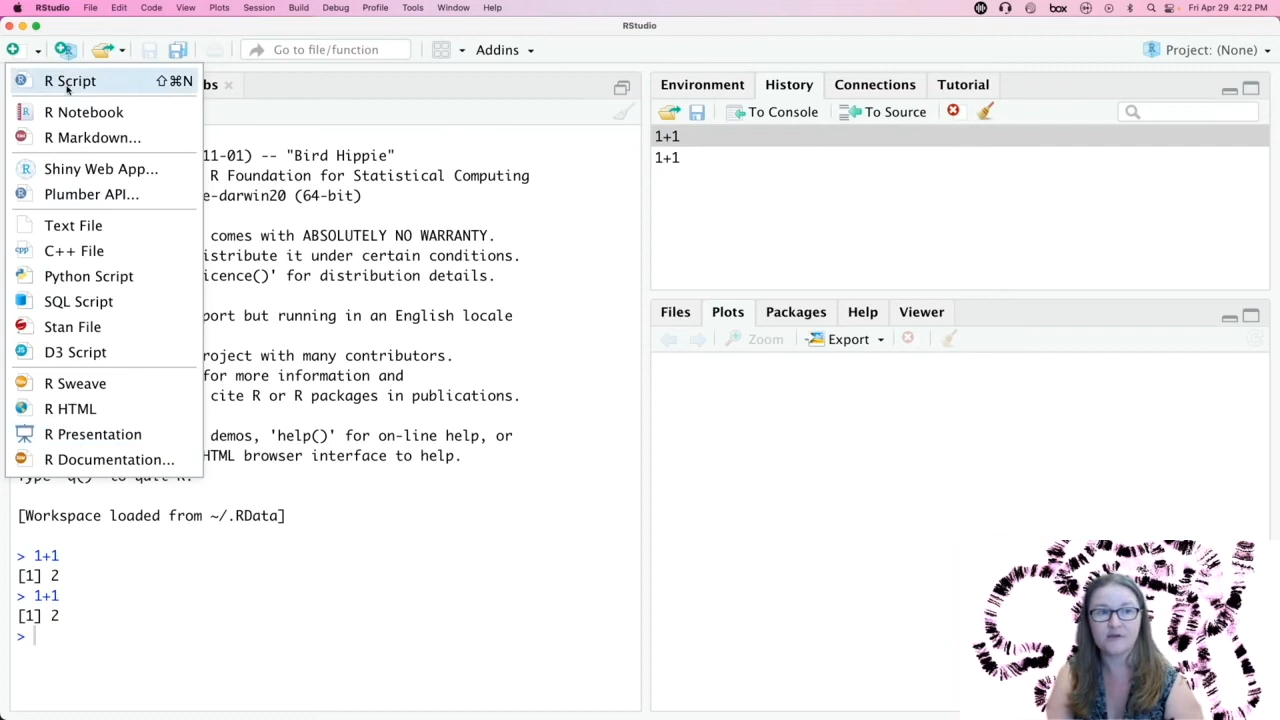 RStudio File Edit Code View Plots Session Build Debug Profile Tools Window Help box Fri Apr 29 4:22 PM
RStudio
Go to file/function Addins Project: (None)
R Script ⇧⌘N
R Notebook
R Markdown...
Shiny Web App...
Plumber API...
Text File
C++ File
Python Script
SQL Script
Stan File
D3 Script
R Sweave
R HTML
R Presentation
R Documentation...
bs
11-01) -- "Bird Hippie"
R Foundation for Statistical Computing
e-darwin20 (64-bit)
comes with ABSOLUTELY NO WARRANTY.
istribute it under certain conditions.
icence()' for distribution details.
port but running in an English locale
roject with many contributors.
for more information and
cite R or R packages in publications.
demos, 'help()' for on-line help, or
HTML browser interface to help.
Type 'q()' to quit R.
[Workspace loaded from ~/.RData]
> 1+1
[1] 2
> 1+1
[1] 2
>
Environment History Connections Tutorial
To Console To Source
1+1
1+1
Files Plots Packages Help Viewer
Zoom Export